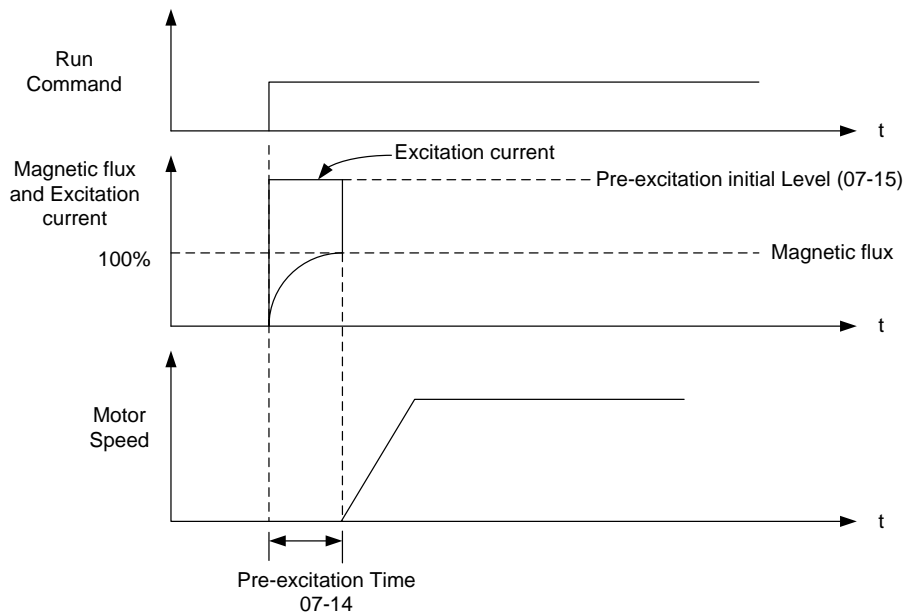 Run
Command
t
Excitation current
Magnetic flux
and Excitation
current
Pre-excitation initial Level (07-15)
100%
Magnetic flux
t
Motor
Speed
t
Pre-excitation Time
07-14